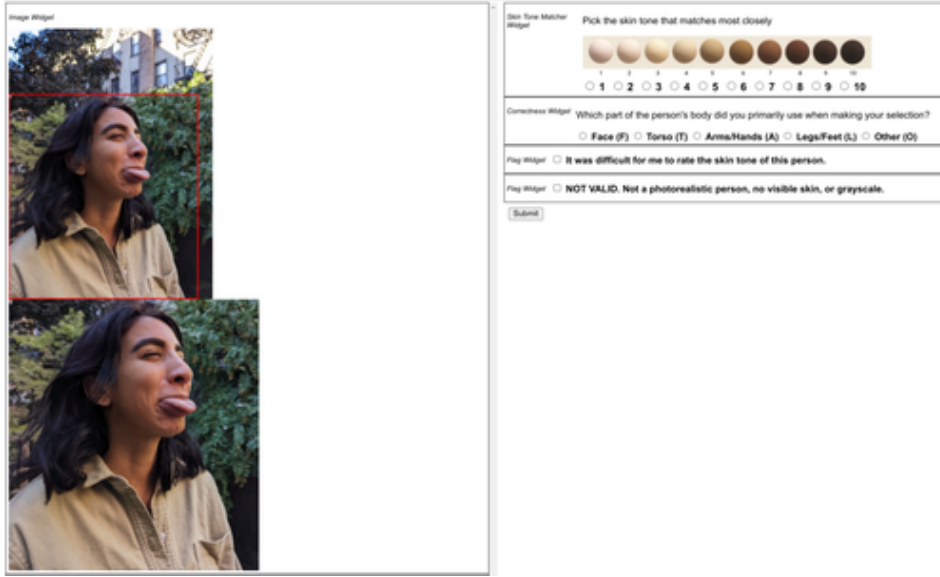 Image Widget
Skin Tone Matcher Widget
Pick the skin tone that matches most closely
1 2 3 4 5 6 7 8 9 10
1 2 3 4 5 6 7 8 9 10
Correctness Widget
Which part of the person's body did you primarily use when making your selection?
Face (F) Torso (T) Arms/Hands (A) Legs/Feet (L) Other (O)
Flag Widget
It was difficult for me to rate the skin tone of this person.
Flag Widget
NOT VALID. Not a photorealistic person, no visible skin, or grayscale.
Submit